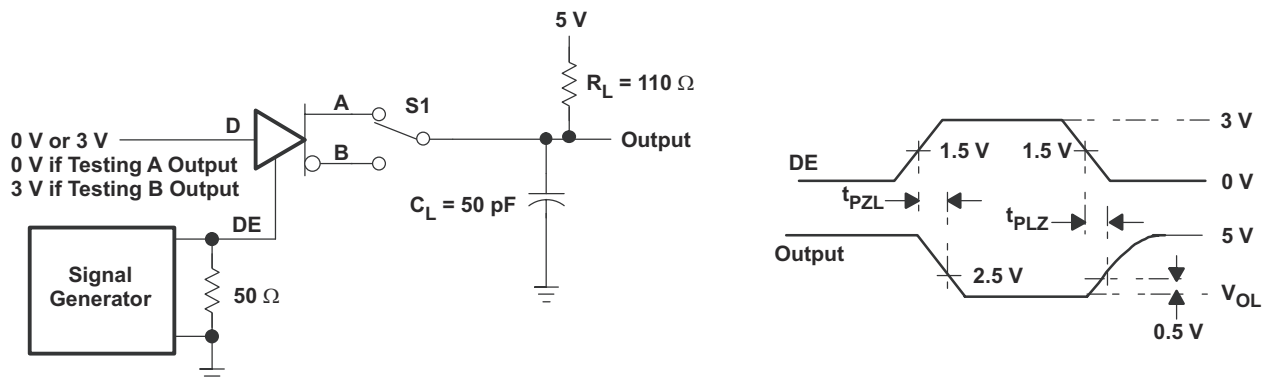 5 V
R_L = 110 Ω
A
S1
D
0 V or 3 V
Output
0 V if Testing A Output
B
3 V if Testing B Output
C_L = 50 pF
DE
Signal
Generator
50 Ω
3 V
1.5 V
1.5 V
DE
0 V
t_PZL
t_PLZ
5 V
Output
2.5 V
V_OL
0.5 V